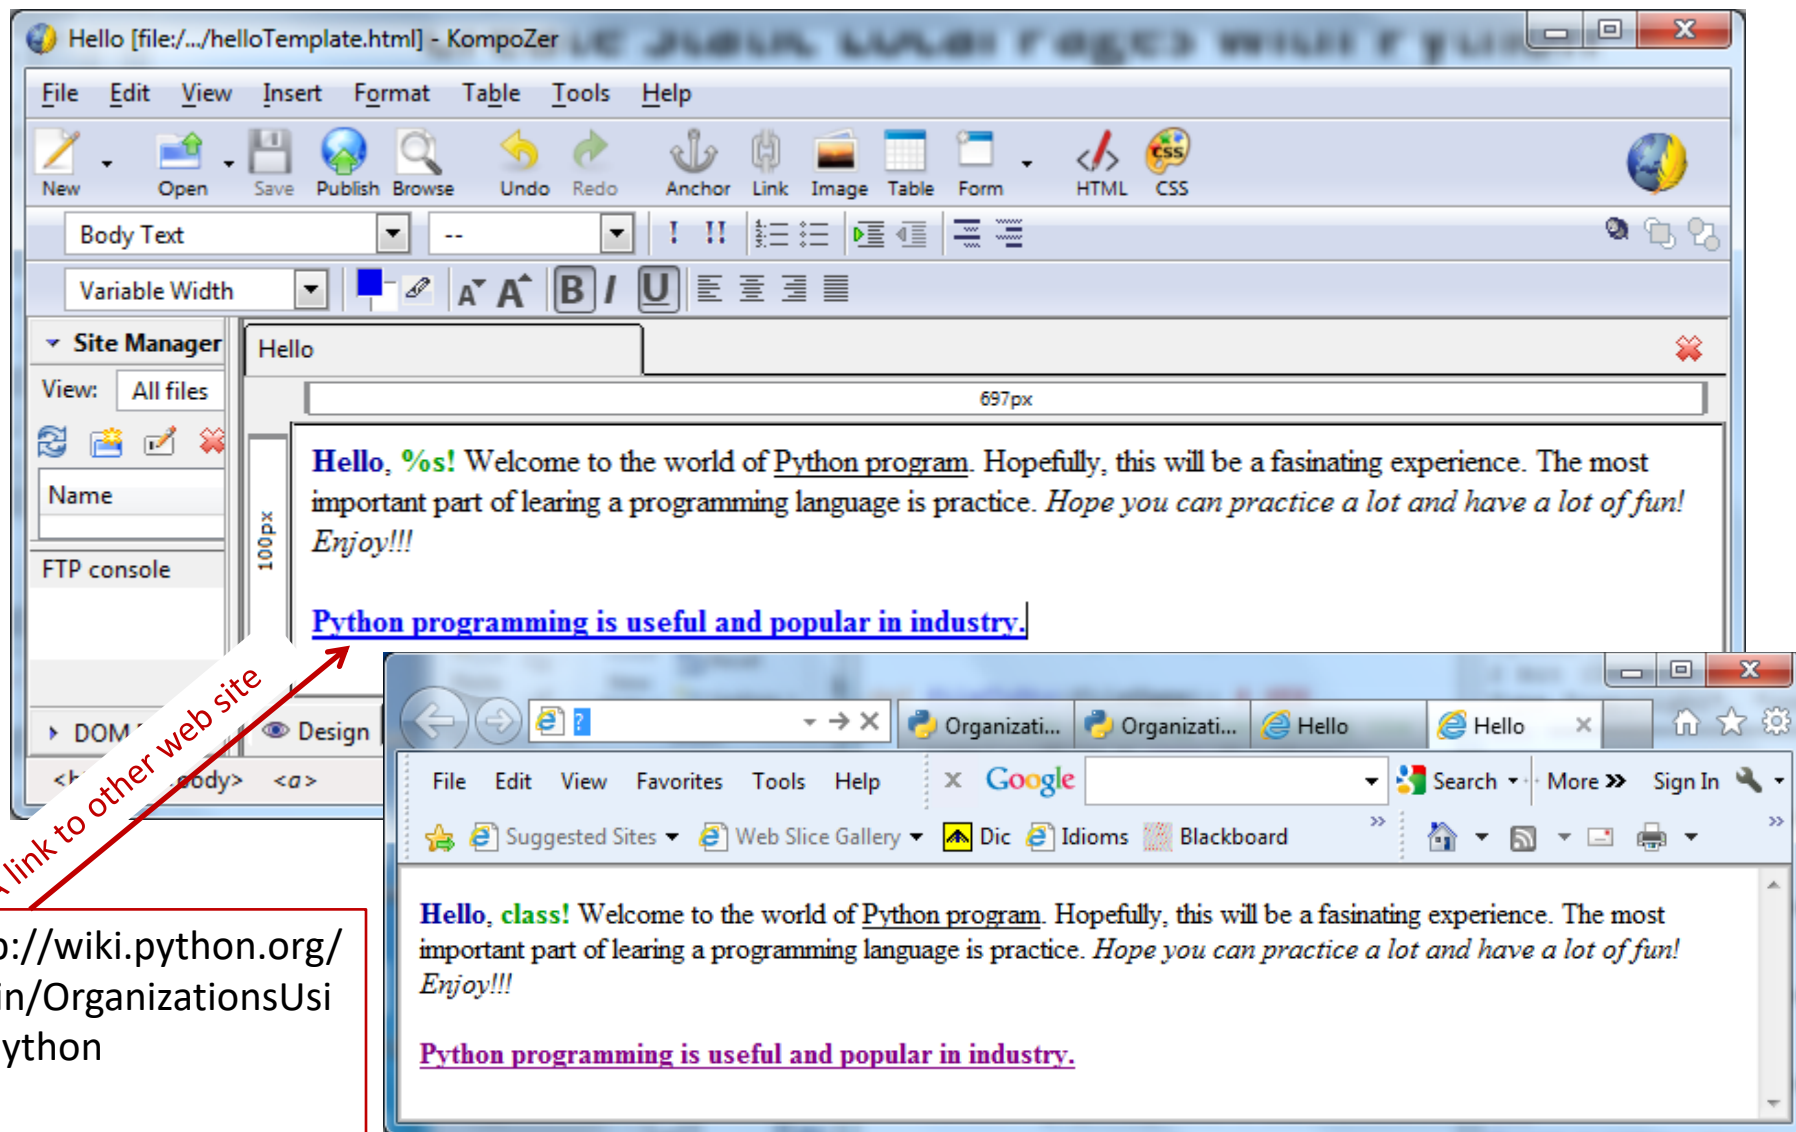 Hello [file:/.../helloTemplate.html] - KompoZer
File Edit View Insert Format Table Tools Help
New Open Save Publish Browse Undo Redo Anchor Link Image Table Form HTML CSS
Body Text --
Variable Width
Site Manager
Hello
View: All files
697px
Name
100px
FTP console
Hello, %s! Welcome to the world of Python program. Hopefully, this will be a fasinating experience. The most
important part of learing a programming language is practice. Hope you can practice a lot and have a lot of fun!
Enjoy!!!
Python programming is useful and popular in industry.
DOM
Design
<a>
link to other web site
p://wiki.python.org/
in/OrganizationsUsi
ython
?
Organizati... Organizati... Hello Hello
File Edit View Favorites Tools Help
x Google Search More » Sign In
Suggested Sites Web Slice Gallery Dic Idioms Blackboard
Hello, class! Welcome to the world of Python program. Hopefully, this will be a fasinating experience. The most
important part of learing a programming language is practice. Hope you can practice a lot and have a lot of fun!
Enjoy!!!
Python programming is useful and popular in industry.